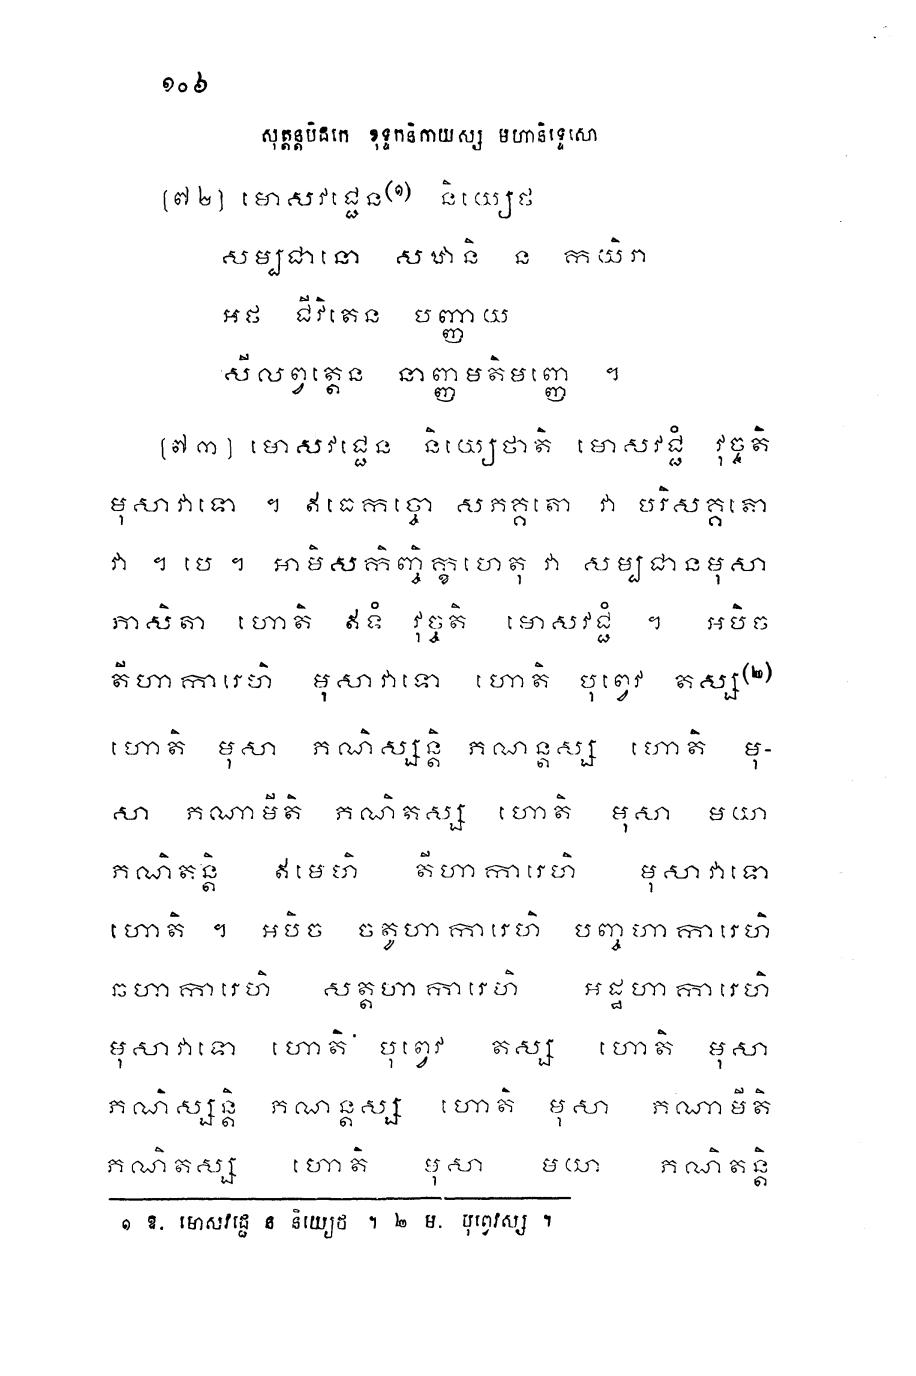 ១០៦
សុត្តន្តបិដកេ ខុទ្ទកនិកាយស្ស មហានិទ្ទេសោ
(៧២) មោសវជ្ជេន(១) និយ្យេថ
សម្បជានោ សឋានិ ន កយិរា
អថ ជីវិតេន បញ្ញាយ
សីលព្វត្តេន នាញ្ញមតិមញ្ញេ ។
(៧៣) មោសវជ្ជេន និយ្យេថាតិ មោសវជ្ជំ វុច្ចតិ
មុសាវាទោ ។ ឥធេកច្ចោ សភគ្គតោ វា បរិសគ្គតោ
វា ។ បេ ។ អាមិសកិញ្ចិក្ខហេតុ វា សម្បជានមុសា
ភាសិតា ហោតិ ឥទំ វុច្ចតិ មោសវជ្ជំ ។ អបិច
តីហាការេហិ មុសាវាទោ ហោតិ បុព្វេវ តស្ស(២)
ហោតិ មុសា ភណិស្សន្តិ ភណន្តស្ស ហោតិ មុ-
សា ភណាមីតិ ភណិតស្ស ហោតិ មុសា មយា
ភណិតន្តិ ឥមេហិ តីហាការេហិ មុសាវាទោ
ហោតិ ។ អបិច ចតូហាការេហិ បញ្ចហាការេហិ
ឆហាការេហិ សត្តហាការេហិ អដ្ឋហាការេហិ
មុសាវាទោ ហោតិ បុព្វេវ តស្ស ហោតិ មុសា
ភណិស្សន្តិ ភណន្តស្ស ហោតិ មុសា ភណាមីតិ
ភណិតស្ស ហោតិ មុសា មយា ភណិតន្តិ
១ ឱ. មោសវជ្ជេ ន និយ្យេថ ។ ២ ម. បុព្វេវស្ស ។